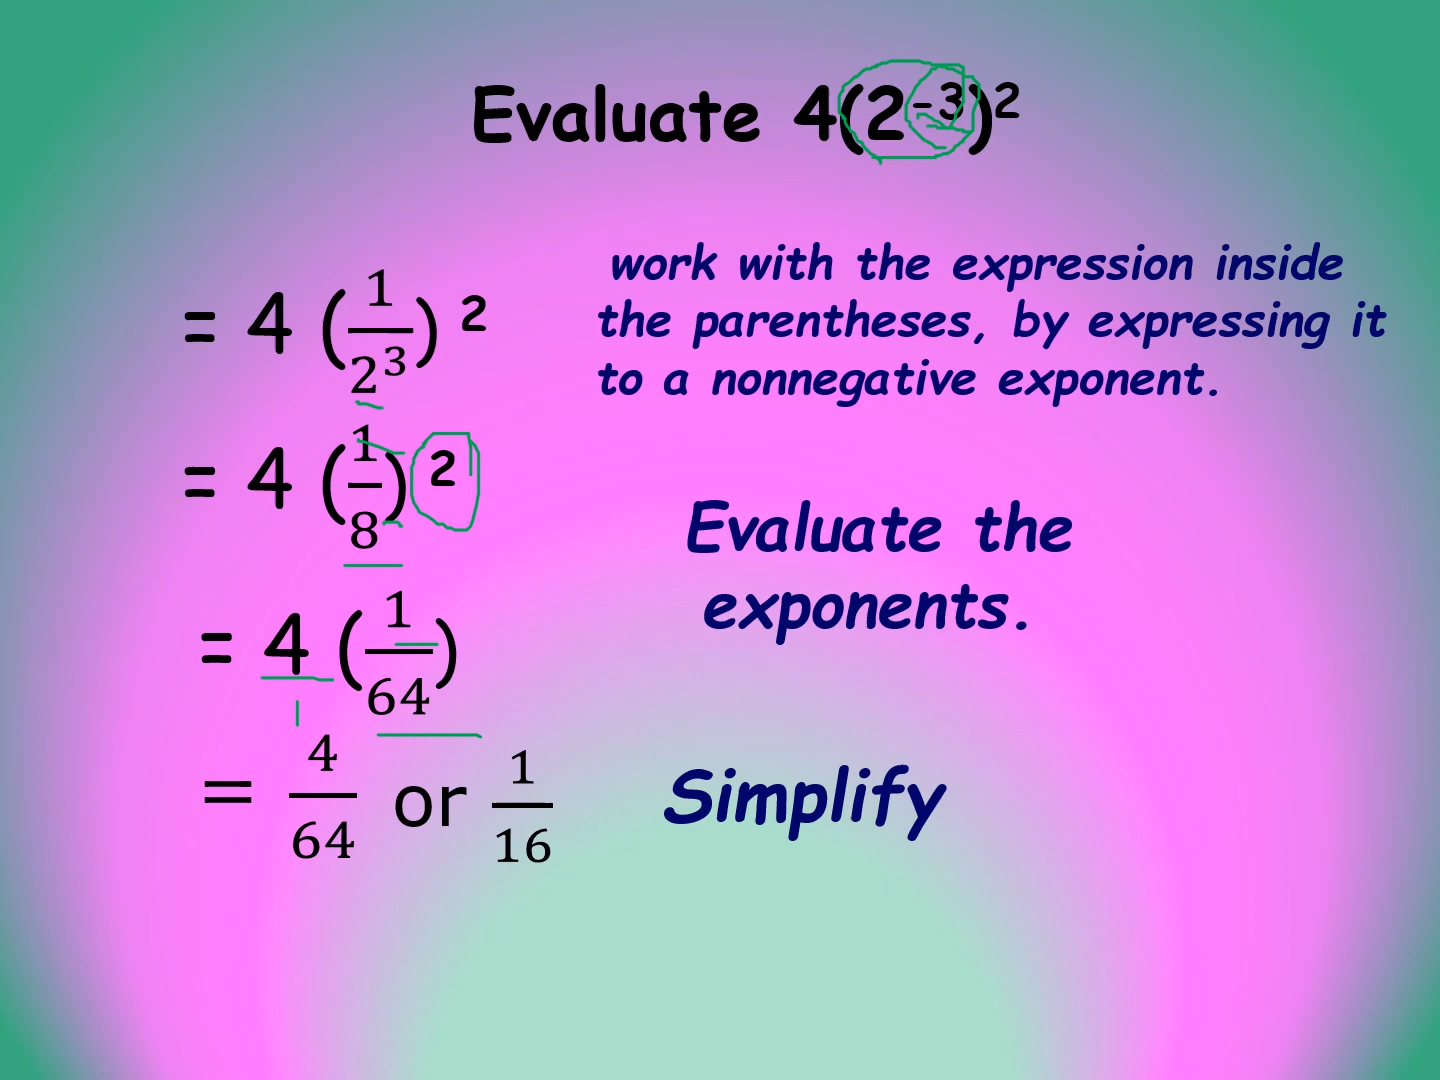 Evaluate 4(2⁻³)²
= 4 (1/2³) ²
work with the expression inside
the parentheses, by expressing it
to a nonnegative exponent.
= 4 (1/8) ²
Evaluate the
exponents.
= 4 (1/64)
= 4/64 or 1/16
Simplify